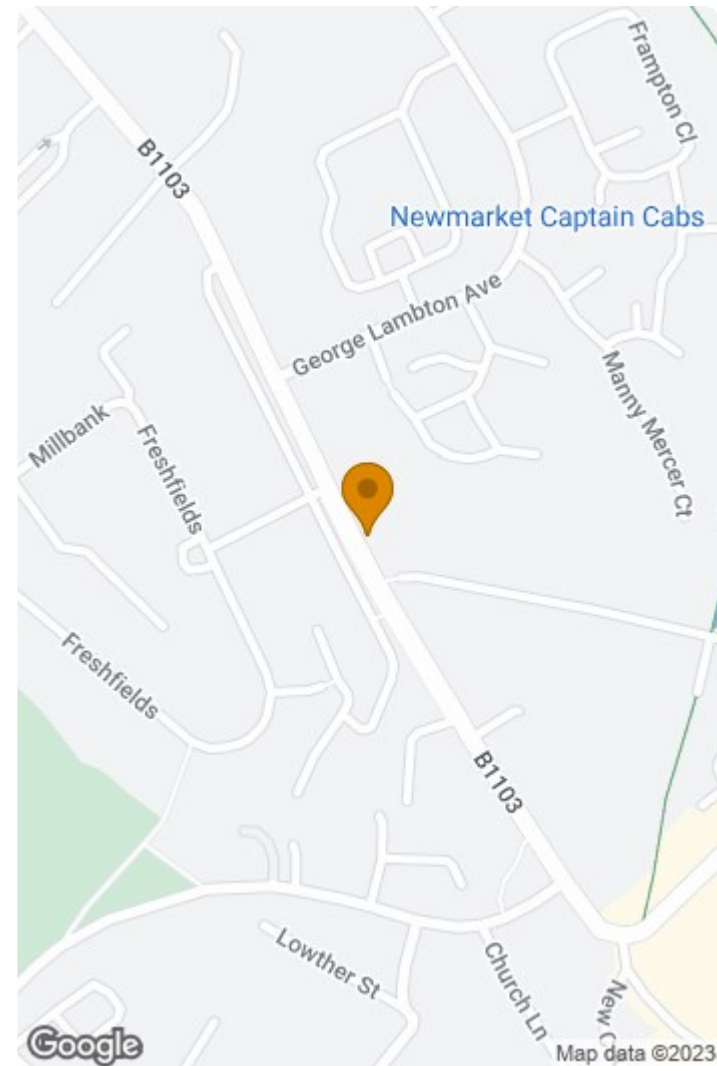 Frampton Cl
B1103
Newmarket Captain Cabs
George Lambton Ave
Manny Mercer Ct
Millbank
Freshfields
Freshfields
B1103
Lowther St
Church Ln
New C
Google
Map data ©2023